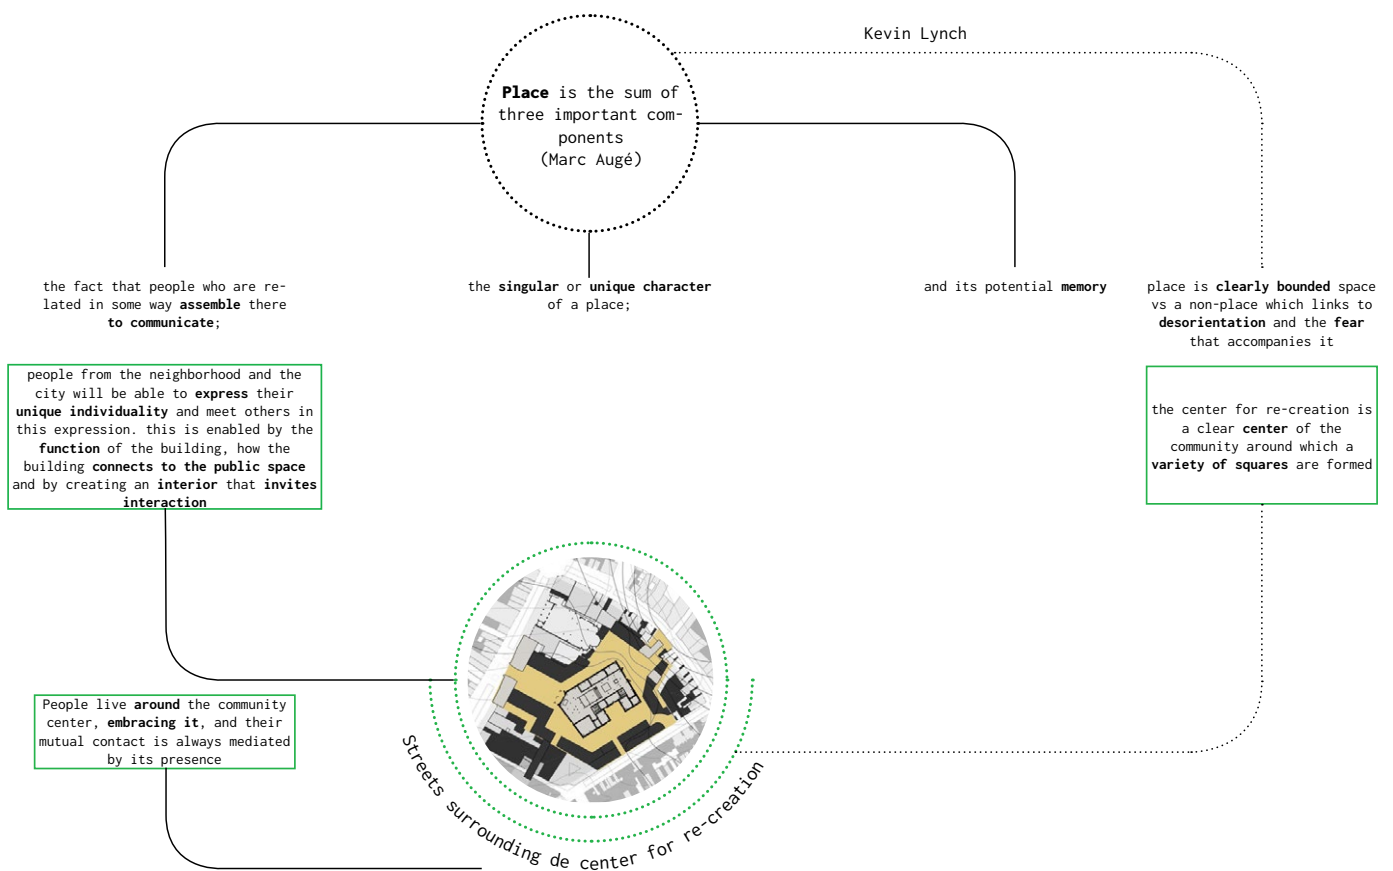 Kevin Lynch
Place is the sum of
three important com-
ponents
(Marc Augé)
the fact that people who are re-
lated in some way assemble there
to communicate;
the singular or unique character
of a place;
and its potential memory
place is clearly bounded space
vs a non-place which links to
desorientation and the fear
that accompanies it
people from the neighborhood and the
city will be able to express their
unique individuality and meet others in
this expression. this is enabled by the
function of the building, how the
building connects to the public space
and by creating an interior that invites
interaction
the center for re-creation is
a clear center of the
community around which a
variety of squares are formed
People live around the community
center, embracing it, and their
mutual contact is always mediated
by its presence
Streets surrounding de center for re-creation